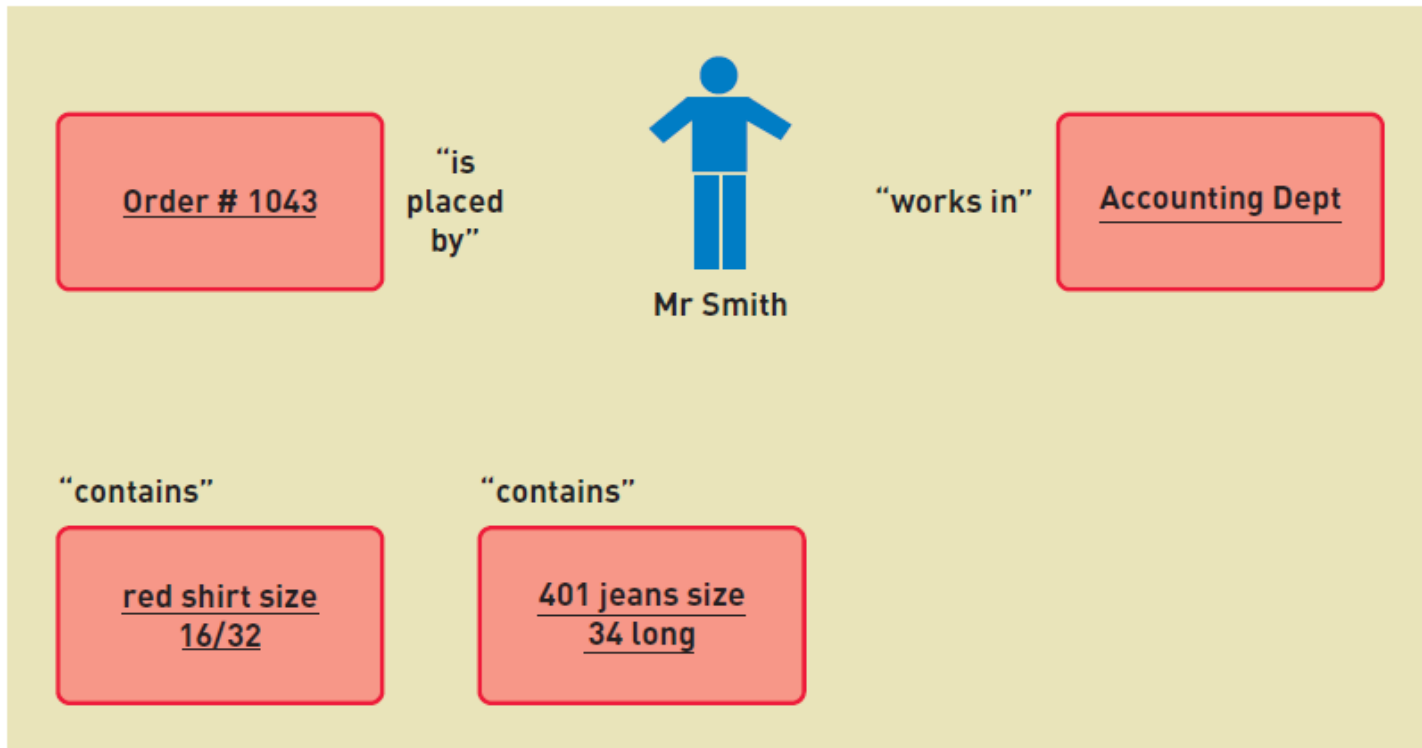 Order # 1043
“is
placed
by”
Mr Smith
“works in”
Accounting Dept
“contains”
red shirt size
16/32
“contains”
401 jeans size
34 long